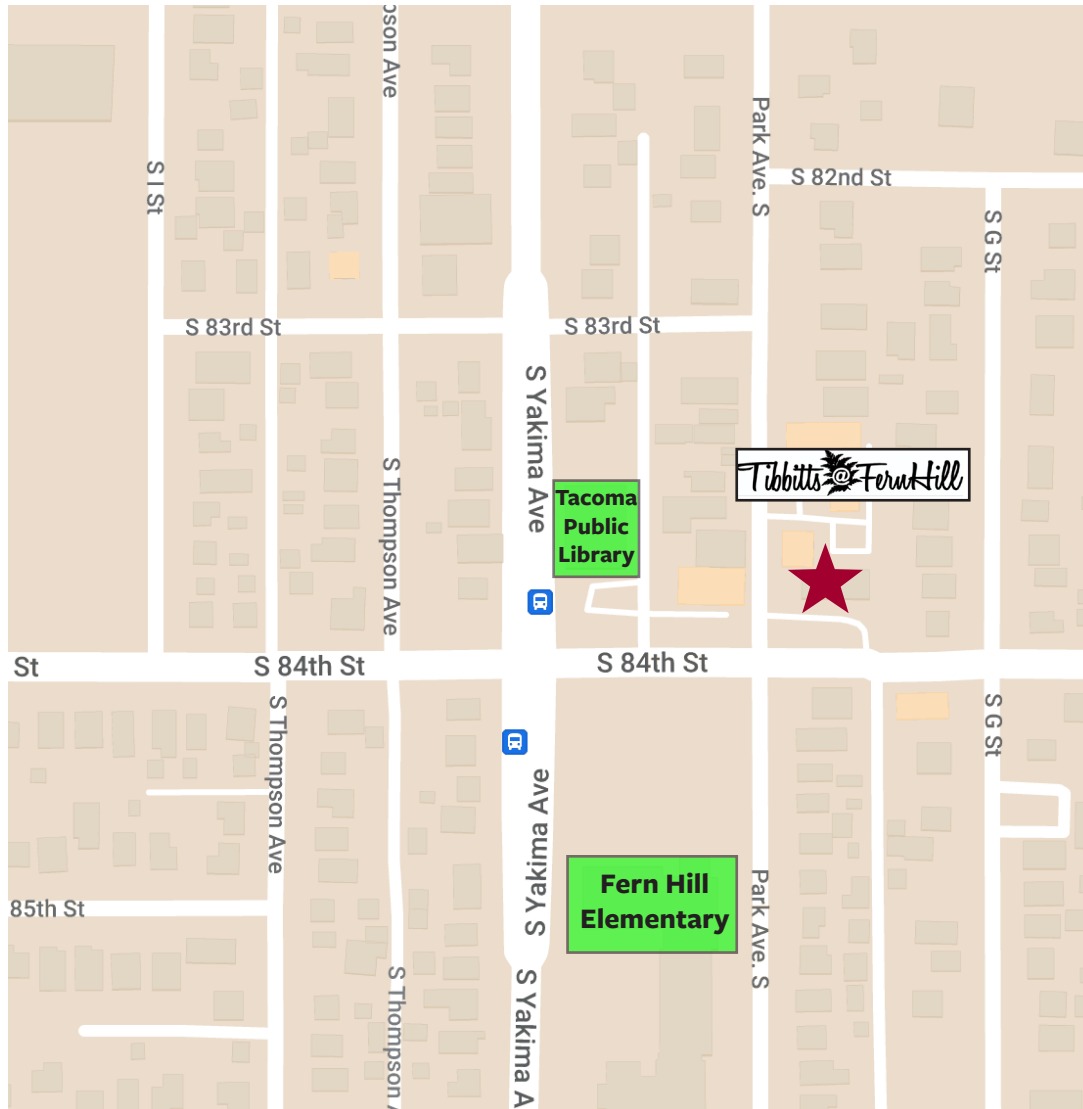 pson Ave
S I St
Park Ave. S
S 82nd St
S G St
S 83rd St
S 83rd St
S Yakima Ave
S Thompson Ave
Tibbitts@FernHill
Tacoma
Public
Library
St
S 84th St
S 84th St
S Thompson Ave
S G St
S Yakima Ave
Fern Hill
Elementary
Park Ave. S
85th St
S Thompson A
S Yakima A